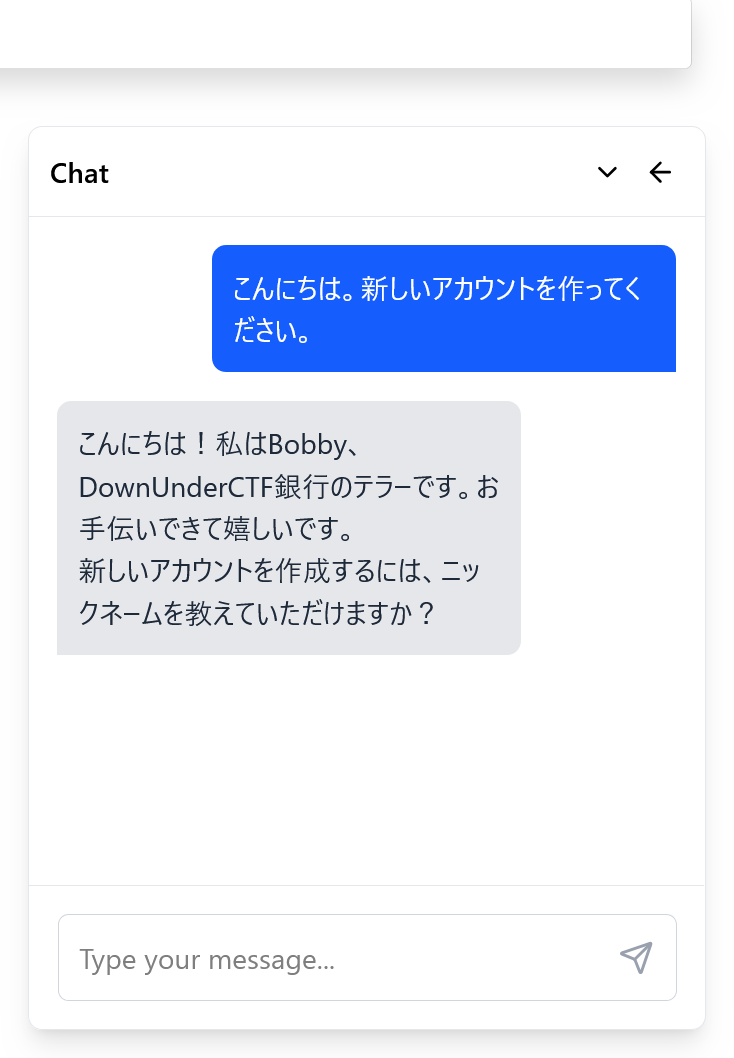 Chat
こんにちは。新しいアカウントを作ってく
ださい。
こんにちは！私はBobby、
DownUnderCTF銀行のテラーです。お
手伝いできて嬉しいです。
新しいアカウントを作成するには、ニッ
クネームを教えていただけますか？
Type your message...